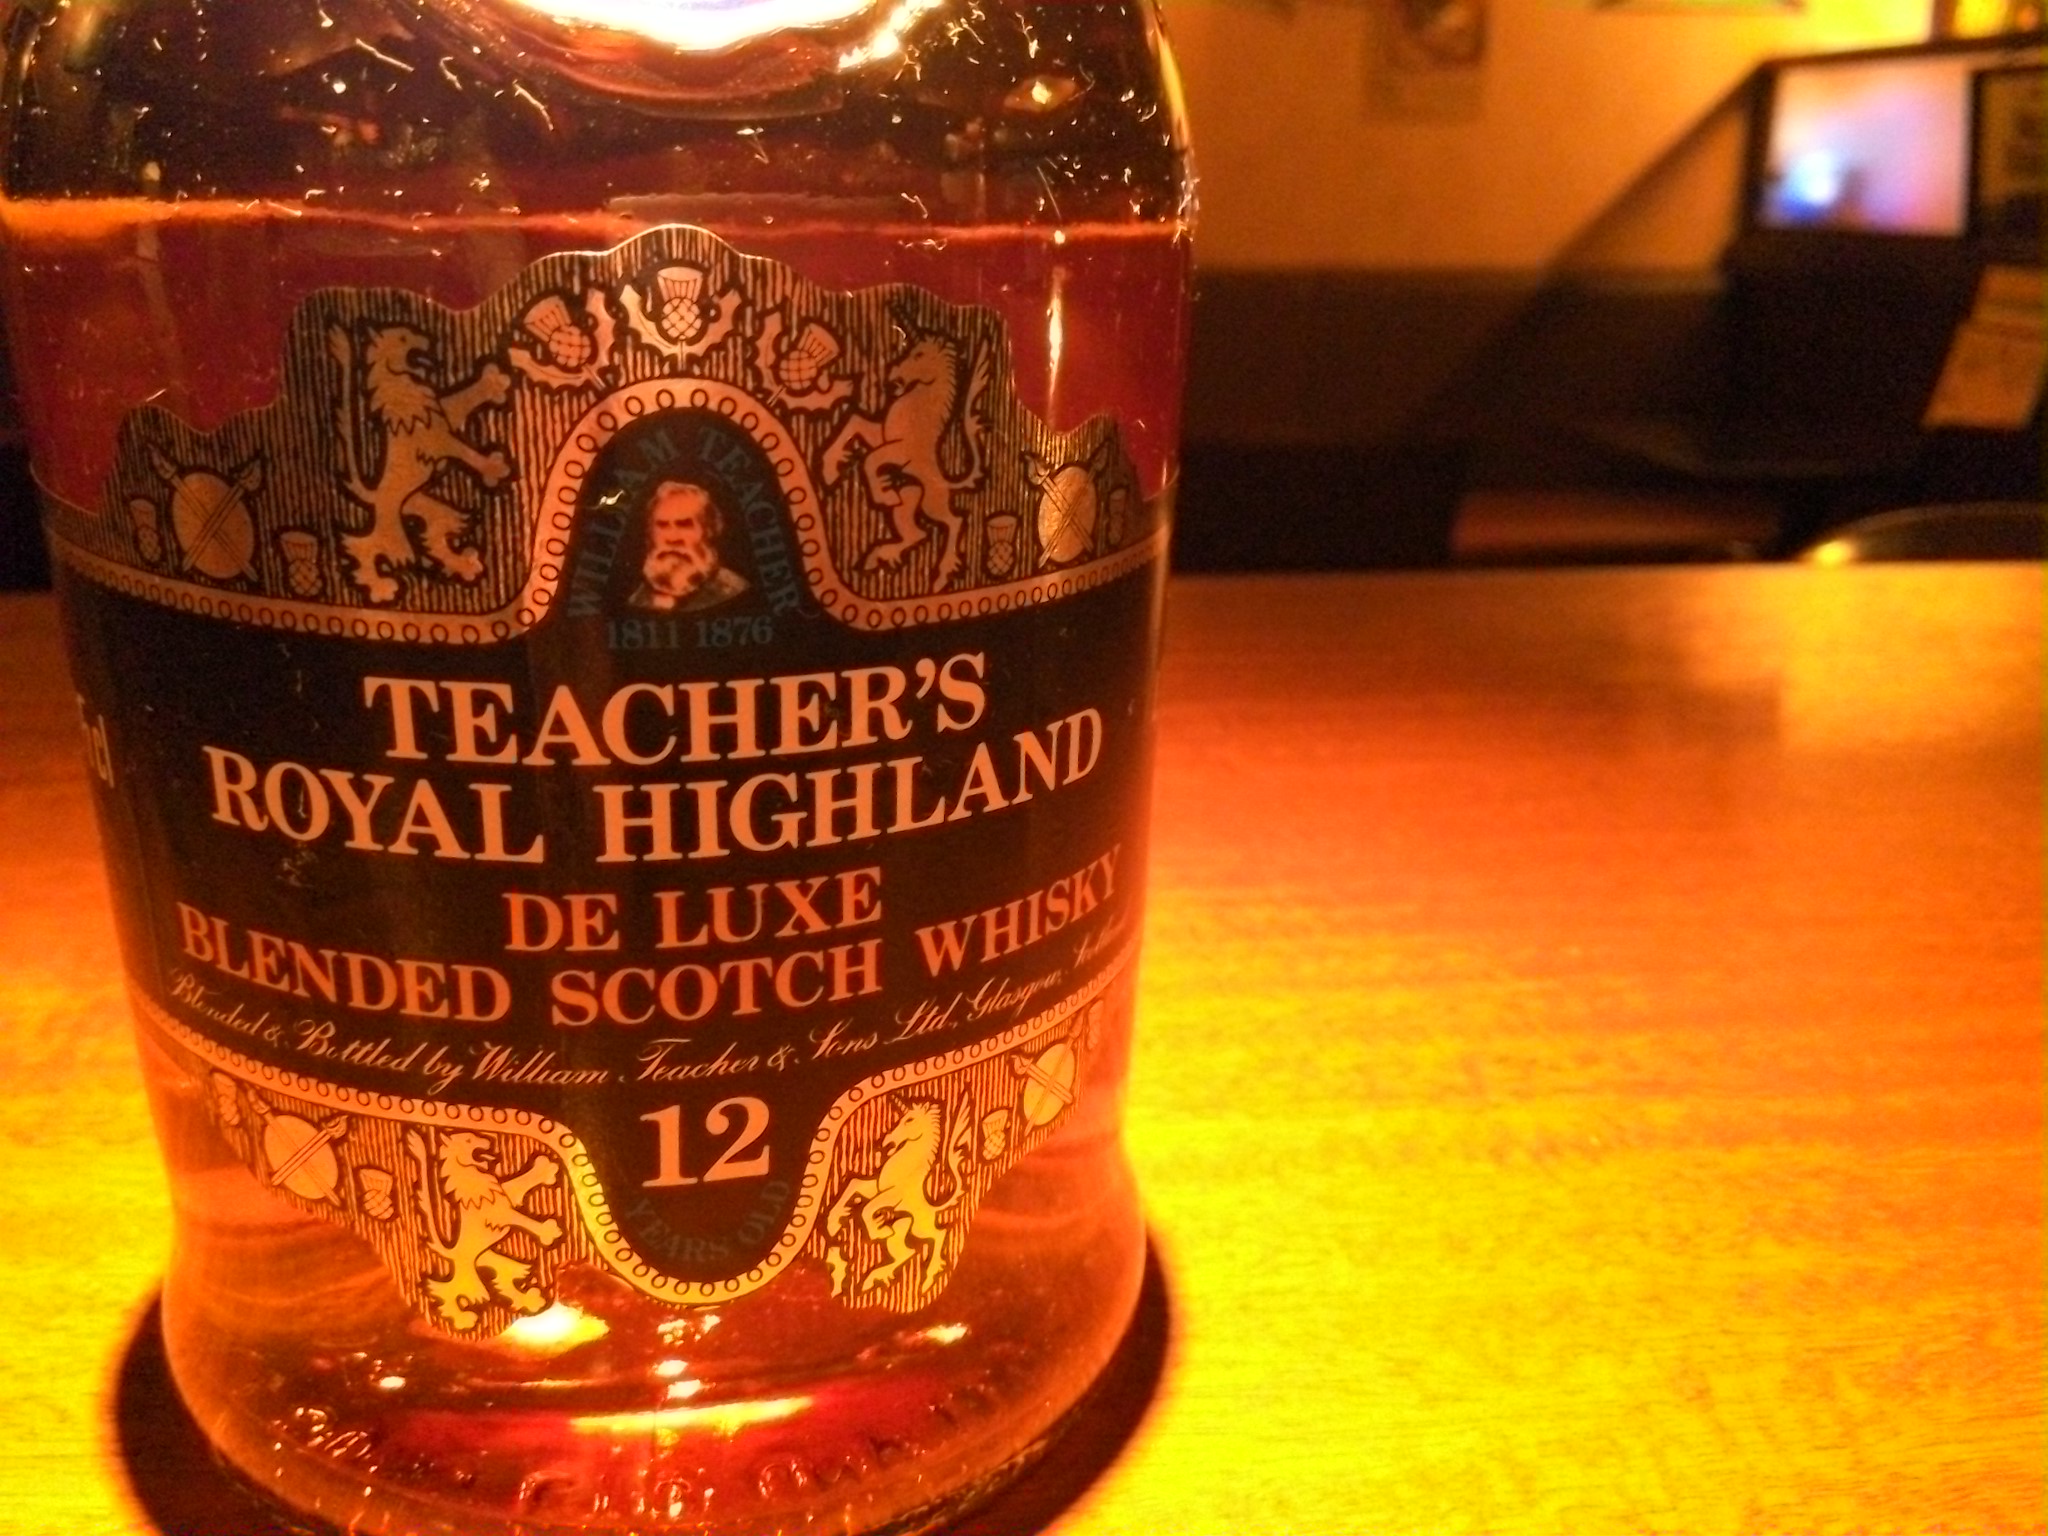 WILLIAM TEACHER
1811 1876
TEACHER'S
ROYAL HIGHLAND
DE LUXE
BLENDED SCOTCH WHISKY
Blended & Bottled by William Teacher & Sons Ltd., Glasgow, Scotland
12
YEARS OLD